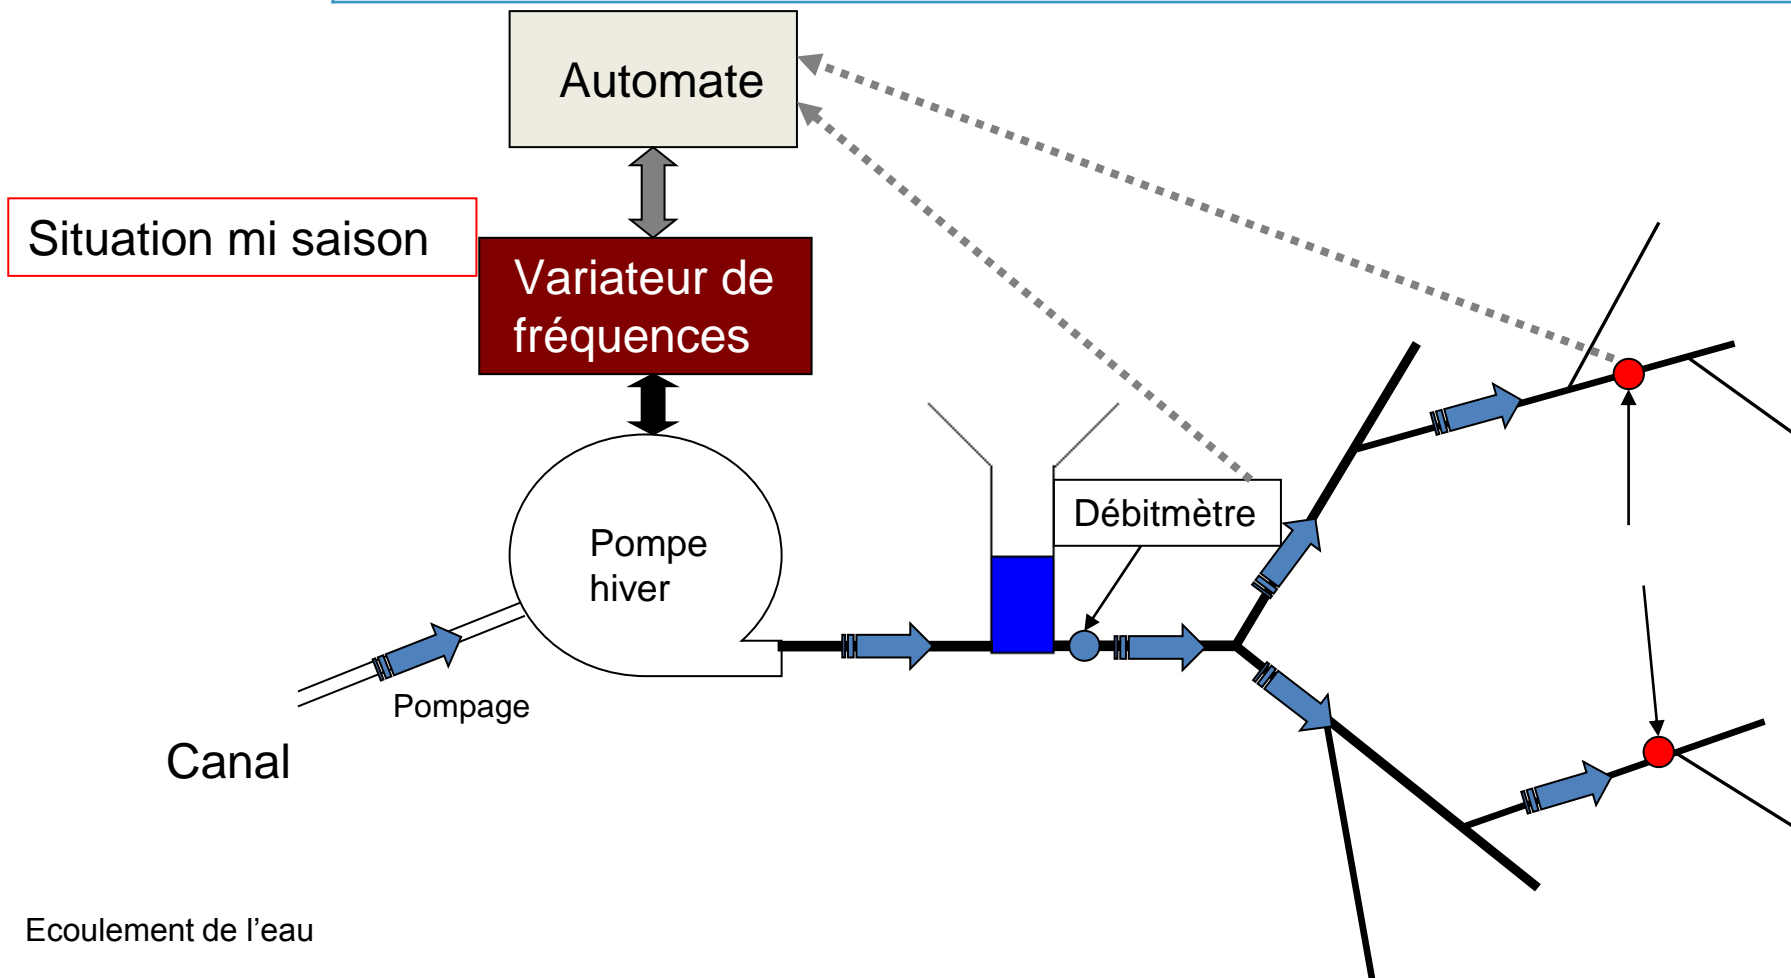 Automate
Situation mi saison
Variateur de
fréquences
Débitmètre
Pompe
hiver
Pompage
Canal
Ecoulement de l’eau